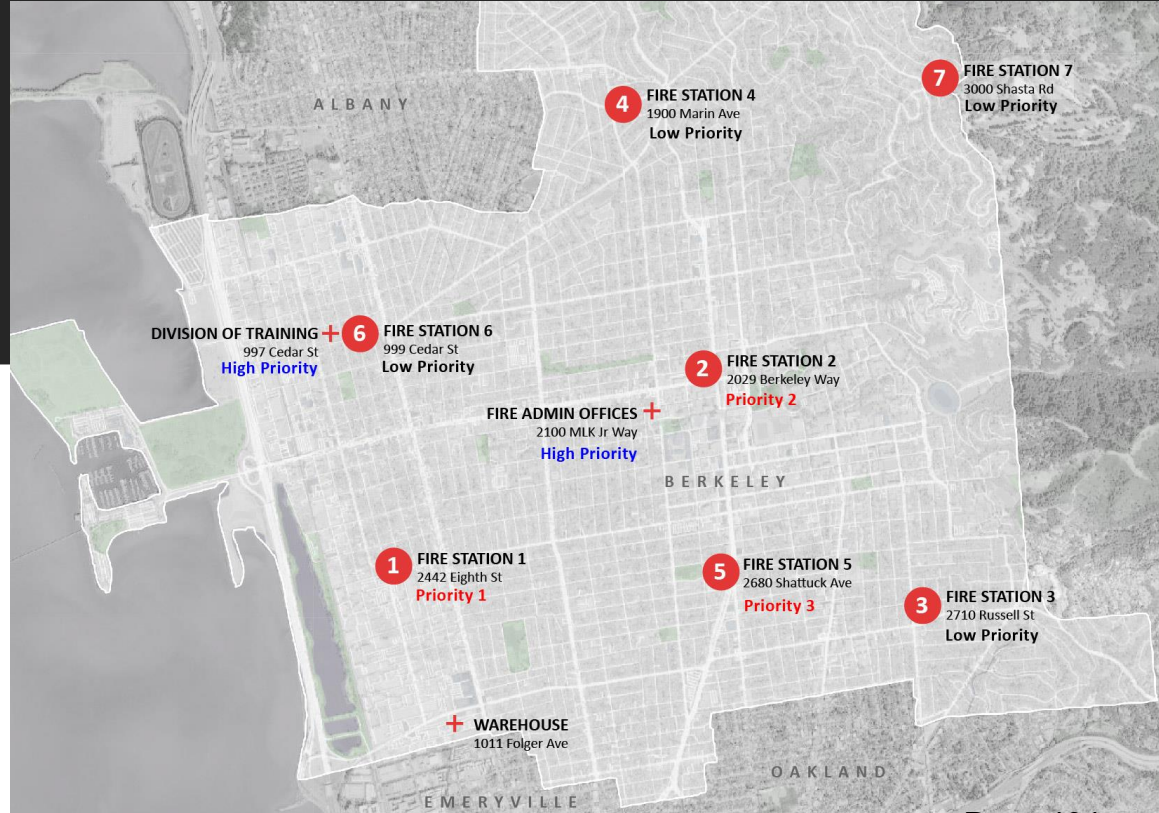 ALBANY
7
FIRE STATION 7
3000 Shasta Rd
Low Priority
4
FIRE STATION 4
1900 Marin Ave
Low Priority
DIVISION OF TRAINING
997 Cedar St
High Priority
6
FIRE STATION 6
999 Cedar St
Low Priority
2
FIRE STATION 2
2029 Berkeley Way
Priority 2
FIRE ADMIN OFFICES
2100 MLK Jr Way
High Priority
BERKELEY
1
FIRE STATION 1
2442 Eighth St
Priority 1
5
FIRE STATION 5
2680 Shattuck Ave
Priority 3
3
FIRE STATION 3
2710 Russell St
Low Priority
WAREHOUSE
1011 Folger Ave
OAKLAND
EMERYVILLE